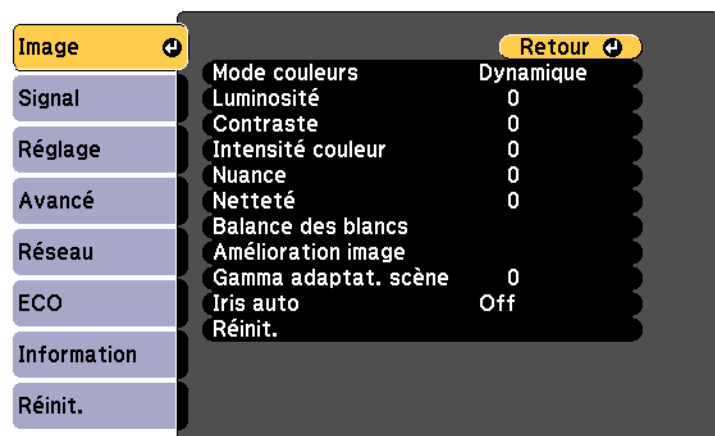 Image
Signal
Réglage
Avancé
Réseau
ECO
Information
Réinit.
Retour
Mode couleurs Dynamique
Luminosité 0
Contraste 0
Intensité couleur 0
Nuance 0
Netteté 0
Balance des blancs
Amélioration image
Gamma adaptat. scène 0
Iris auto Off
Réinit.